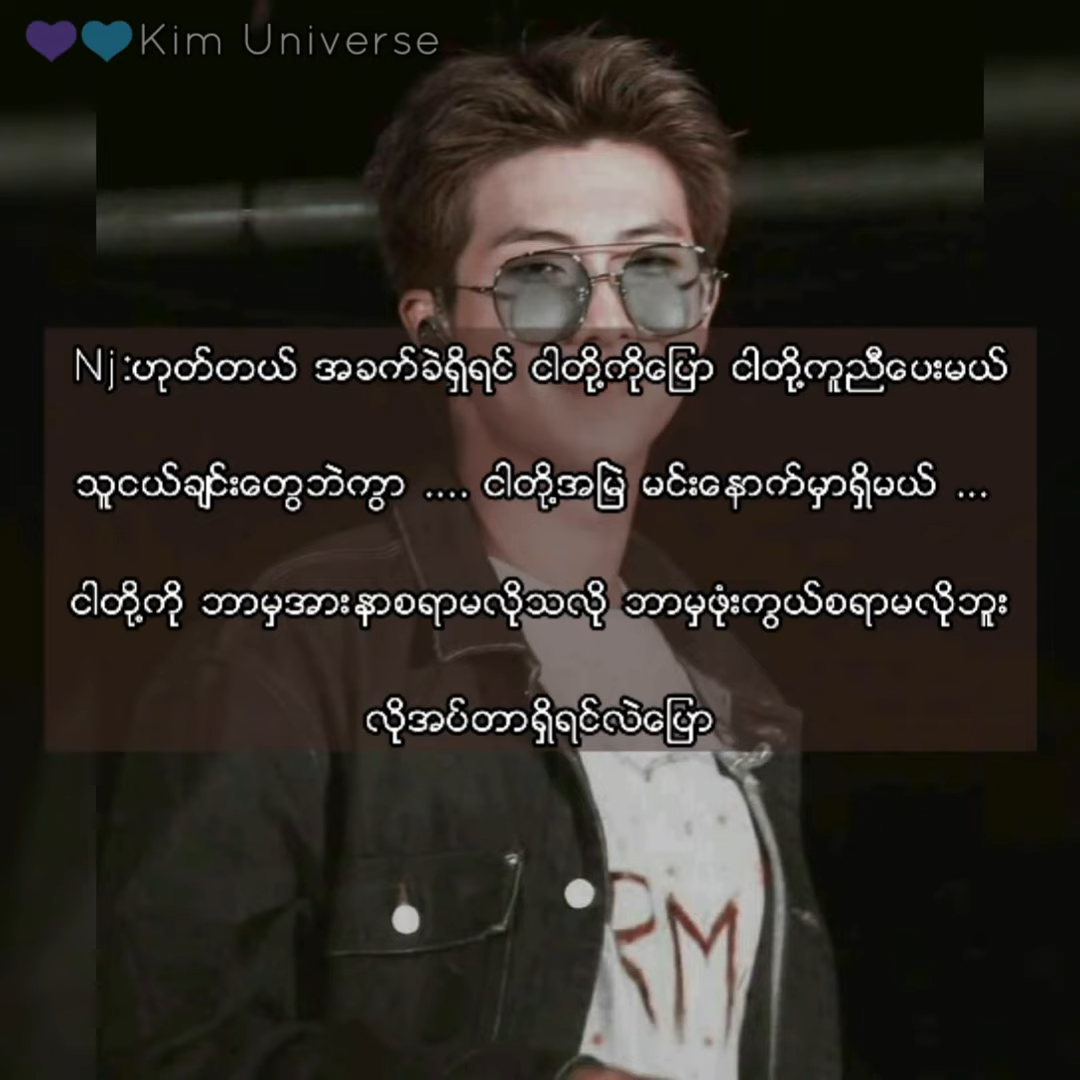 Kim Universe
Nj :ဟုတ်တယ် အခက်ခဲရှိရင် ငါတို့ကိုပြော ငါတို့ကူညီပေးမယ်
သူငယ်ချင်းတွေဘဲကွာ .... ငါတို့အမြဲ မင်းနောက်မှာရှိမယ် ...
ငါတို့ကို ဘာမှအားနာစရာမလိုသလို ဘာမှဖုံးကွယ်စရာမလိုဘူး
လိုအပ်တာရှိရင်လဲပြော
RM